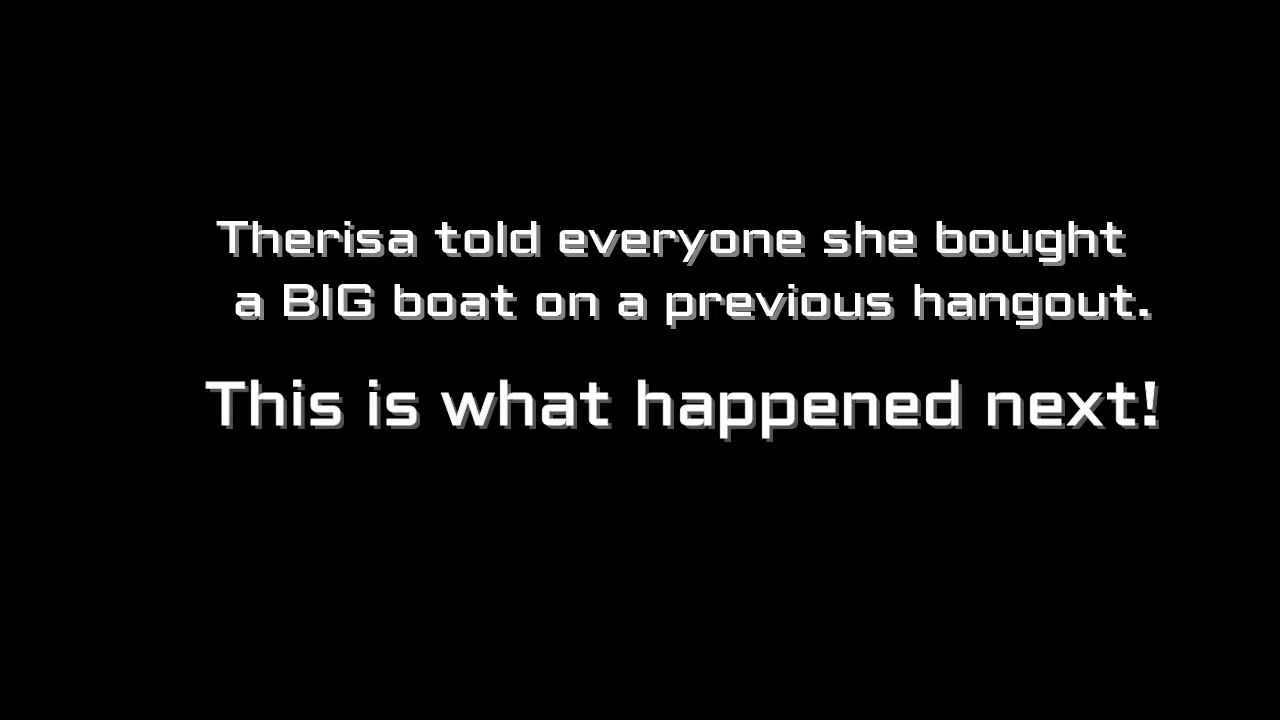 Therisa told everyone she bought
a BIG boat on a previous hangout.
This is what happened next!